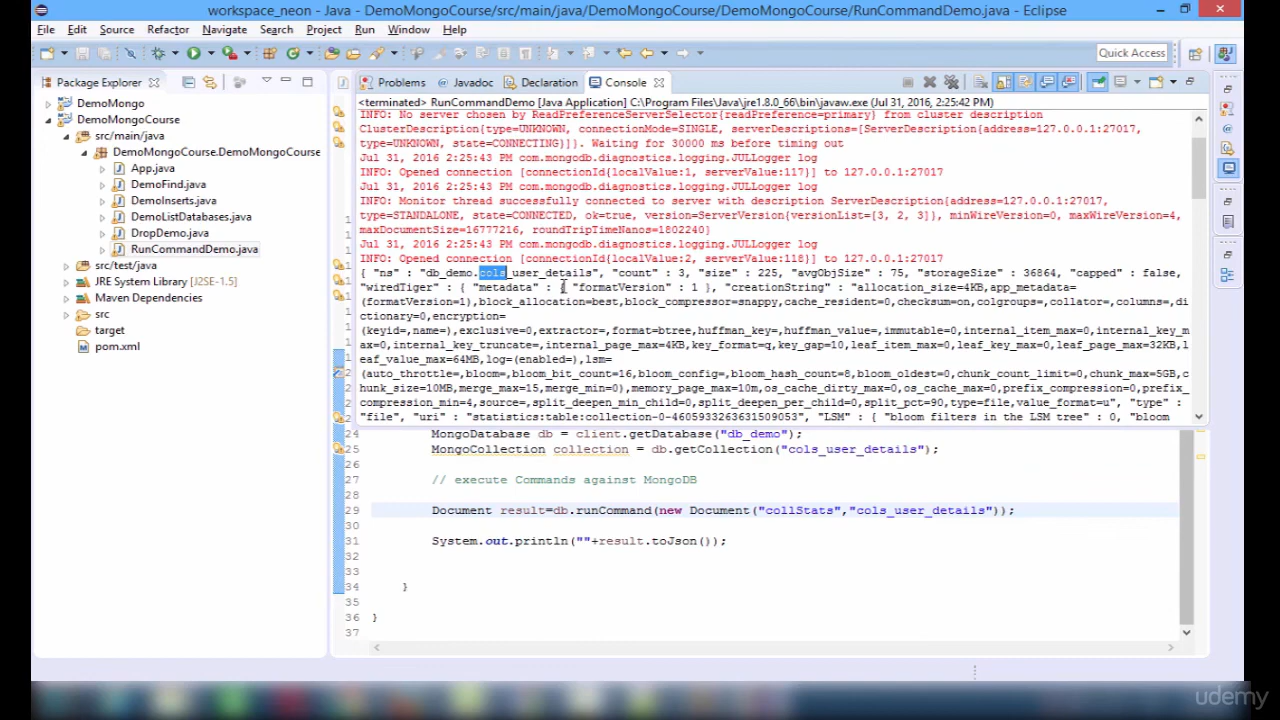 workspace_neon - Java - DemoMongoCourse/src/main/java/DemoMongoCourse/DemoMongoCourse/RunCommandDemo.java - Eclipse
File Edit Source Refactor Navigate Search Project Run Window Help
Quick Access
Package Explorer
DemoMongo
DemoMongoCourse
src/main/java
DemoMongoCourse.DemoMongoCourse
App.java
DemoFind.java
DemoInserts.java
DemoListDatabases.java
DropDemo.java
RunCommandDemo.java
src/test/java
JRE System Library [J2SE-1.5]
Maven Dependencies
src
target
pom.xml
Problems Javadoc Declaration Console
<terminated> RunCommandDemo [Java Application] C:\Program Files\Java\jre1.8.0_66\bin\javaw.exe (Jul 31, 2016, 2:25:42 PM)
INFO: No server chosen by ReadPreferenceServerSelector{readPreference=primary} from cluster description
ClusterDescription{type=UNKNOWN, connectionMode=SINGLE, serverDescriptions=[ServerDescription{address=127.0.0.1:27017,
type=UNKNOWN, state=CONNECTING}]}. Waiting for 30000 ms before timing out
Jul 31, 2016 2:25:43 PM com.mongodb.diagnostics.logging.JULLogger log
INFO: Opened connection [connectionId{localValue:1, serverValue:117}] to 127.0.0.1:27017
Jul 31, 2016 2:25:43 PM com.mongodb.diagnostics.logging.JULLogger log
INFO: Monitor thread successfully connected to server with description ServerDescription{address=127.0.0.1:27017,
type=STANDALONE, state=CONNECTED, ok=true, version=ServerVersion{versionList=[3, 2, 3]}, minWireVersion=0, maxWireVersion=4,
maxDocumentSize=16777216, roundTripTimeNanos=1802240}
Jul 31, 2016 2:25:43 PM com.mongodb.diagnostics.logging.JULLogger log
INFO: Opened connection [connectionId{localValue:2, serverValue:118}] to 127.0.0.1:27017
{ "ns" : "db_demo.cols_user_details", "count" : 3, "size" : 225, "avgObjSize" : 75, "storageSize" : 36864, "capped" : false,
"wiredTiger" : { "metadata" : { "formatVersion" : 1 }, "creationString" : "allocation_size=4KB,app_metadata=
(formatVersion=1),block_allocation=best,block_compressor=snappy,cache_resident=0,checksum=on,colgroups=,collator=,columns=,di
ctionary=0,encryption=
(keyid=,name=),exclusive=0,extractor=,format=btree,huffman_key=,huffman_value=,immutable=0,internal_item_max=0,internal_key_m
ax=0,internal_key_truncate=,internal_page_max=4KB,key_format=q,key_gap=10,leaf_item_max=0,leaf_key_max=0,leaf_page_max=32KB,l
eaf_value_max=64MB,log=(enabled=),lsm=
(auto_throttle=,bloom=,bloom_bit_count=16,bloom_config=,bloom_hash_count=8,bloom_oldest=0,chunk_count_limit=0,chunk_max=5GB,c
hunk_size=10MB,merge_max=15,merge_min=0),memory_page_max=10m,os_cache_dirty_max=0,os_cache_max=0,prefix_compression=0,prefix_
compression_min=4,source=,split_deepen_min_child=0,split_deepen_per_child=0,split_pct=90,type=file,value_format=u", "type" :
"file", "uri" : "statistics:table:collection-0-4605933263631509053", "LSM" : { "bloom filters in the LSM tree" : 0, "bloom
24 MongoDatabase db = client.getDatabase("db_demo");
25 MongoCollection collection = db.getCollection("cols_user_details");
26
27 // execute Commands against MongoDB
28
29 Document result=db.runCommand(new Document("collStats","cols_user_details"));
30
31 System.out.println(""+result.toJson());
32
33
34 }
35
36 }
37
udemy